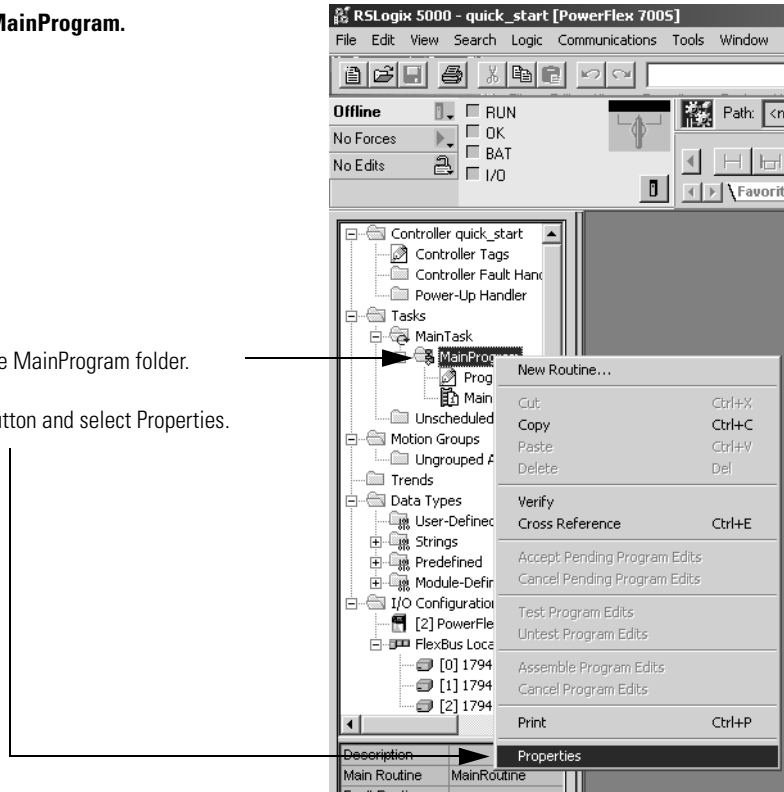 MainProgram.
RSLogix 5000 - quick_start [PowerFlex 700S]
File Edit View Search Logic Communications Tools Window
Offline
RUN
Path:
No Forces
OK
No Edits
BAT
I/O
Favorit
Controller quick_start
Controller Tags
Controller Fault Hand
Power-Up Handler
Tasks
MainTask
e MainProgram folder.
MainProgram
Prog
Main
Unscheduled
utton and select Properties.
Motion Groups
Ungrouped A
Trends
Data Types
User-Defined
Strings
Predefined
Module-Defir
I/O Configuration
[2] PowerFle
FlexBus Loca
[0] 1794
[1] 1794
[2] 1794
New Routine...
Cut Ctrl+X
Copy Ctrl+C
Paste Ctrl+V
Delete Del
Verify
Cross Reference Ctrl+E
Accept Pending Program Edits
Cancel Pending Program Edits
Test Program Edits
Untest Program Edits
Assemble Program Edits
Cancel Program Edits
Print Ctrl+P
Properties
Description
Main Routine MainRoutine